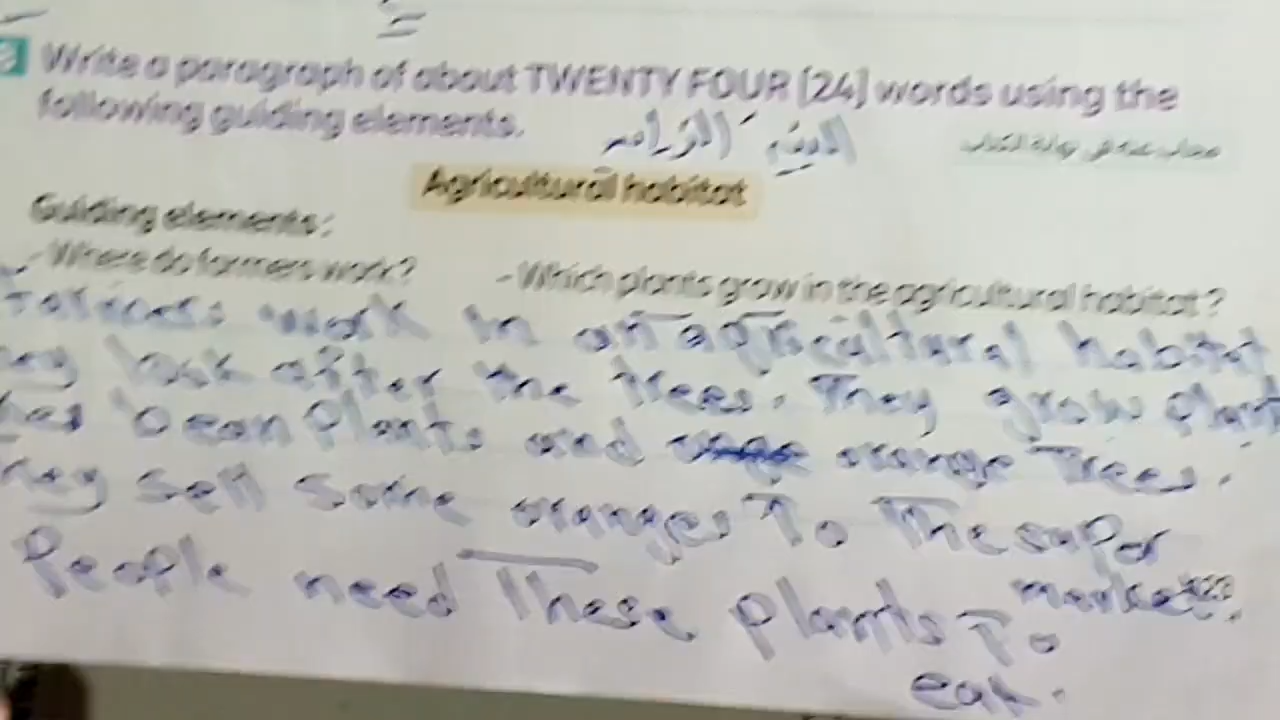 Write a paragraph of about TWENTY FOUR (24) words using the
following guiding elements.
Agricultural habitat
Guiding elements:
- Where do farmers work?
- Which plants grow in the agricultural habitat?
work in an agricultural habitat
look after the trees. They grow plant
has bean plants and orange Trees.
sell some oranges To The super
market.
People need These plants To
eat.